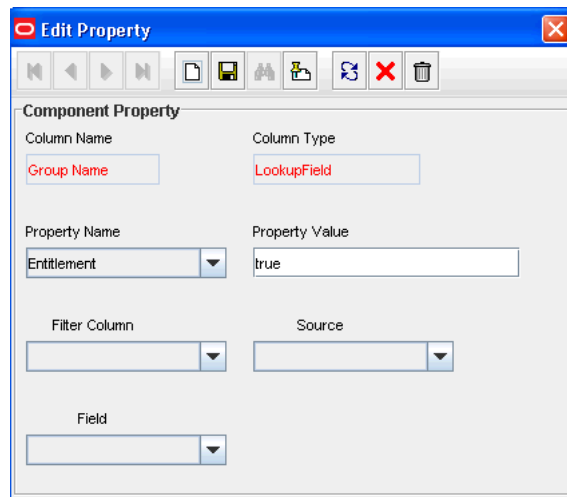 Edit Property
Component Property
Column Name Column Type
Group Name LookupField
Property Name Property Value
Entitlement true
Filter Column Source
Field